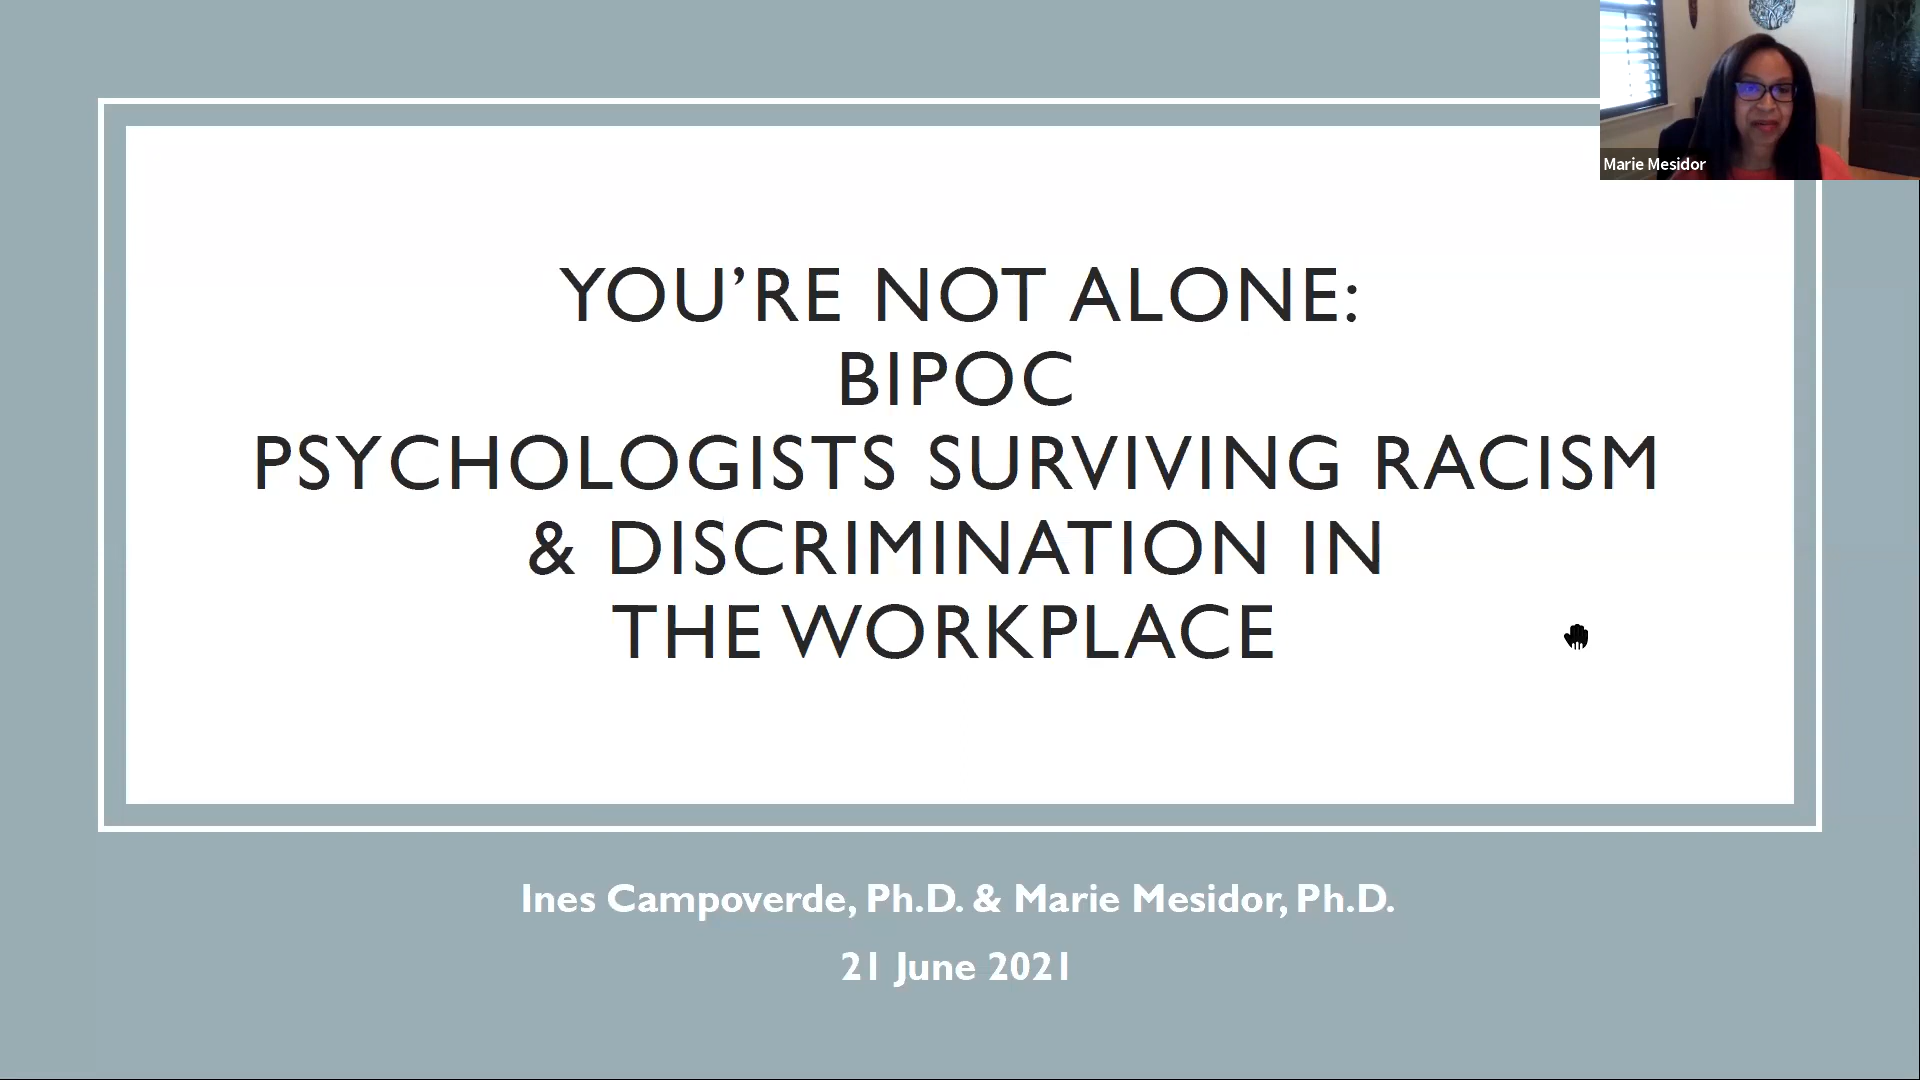 Marie Mesidor
YOU’RE NOT ALONE:
BIPOC
PSYCHOLOGISTS SURVIVING RACISM
& DISCRIMINATION IN
THE WORKPLACE
Ines Campoverde, Ph.D. & Marie Mesidor, Ph.D.
21 June 2021